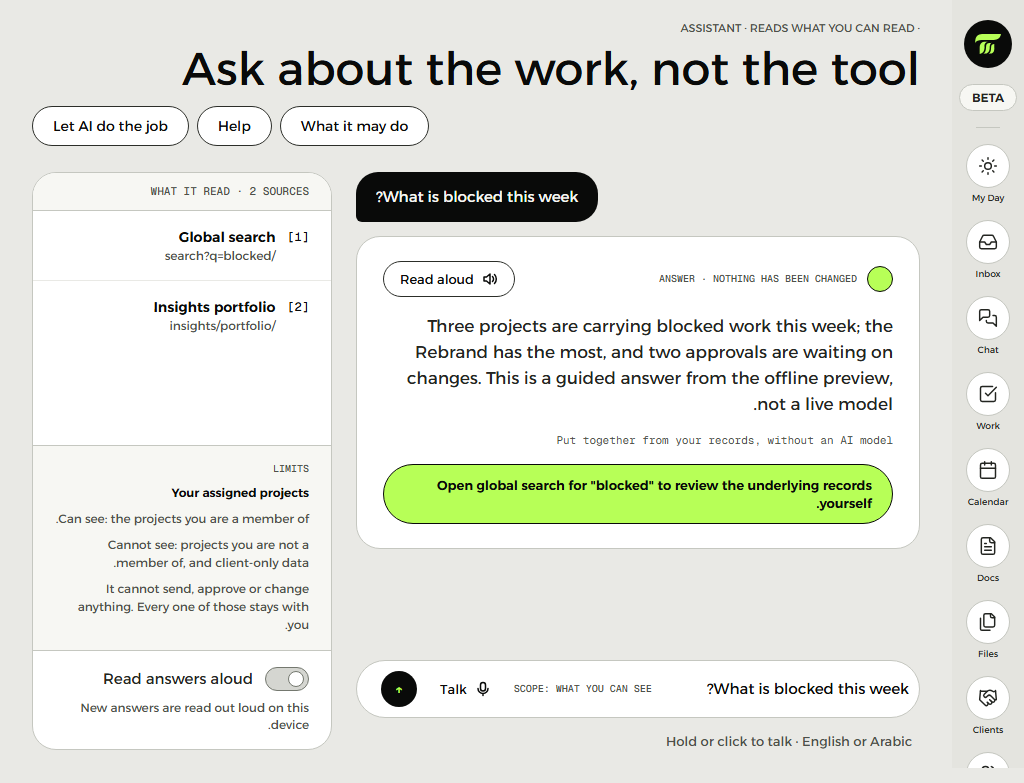 ASSISTANT · READS WHAT YOU CAN READ ·
Ask about the work, not the tool
Let AI do the job
Help
What it may do
BETA
My Day
Inbox
Chat
Work
Calendar
Docs
Files
Clients
?What is blocked this week
ANSWER · NOTHING HAS BEEN CHANGED
Read aloud
Three projects are carrying blocked work this week; the
Rebrand has the most, and two approvals are waiting on
changes. This is a guided answer from the offline preview,
.not a live model
Put together from your records, without an AI model
Open global search for "blocked" to review the underlying records
.yourself
?What is blocked this week
SCOPE: WHAT YOU CAN SEE
Talk
Hold or click to talk · English or Arabic
WHAT IT READ · 2 SOURCES
[1] Global search
search?q=blocked/
[2] Insights portfolio
insights/portfolio/
LIMITS
Your assigned projects
.Can see: the projects you are a member of
Cannot see: projects you are not a
.member of, and client-only data
It cannot send, approve or change
anything. Every one of those stays with
.you
Read answers aloud
New answers are read out loud on this
.device